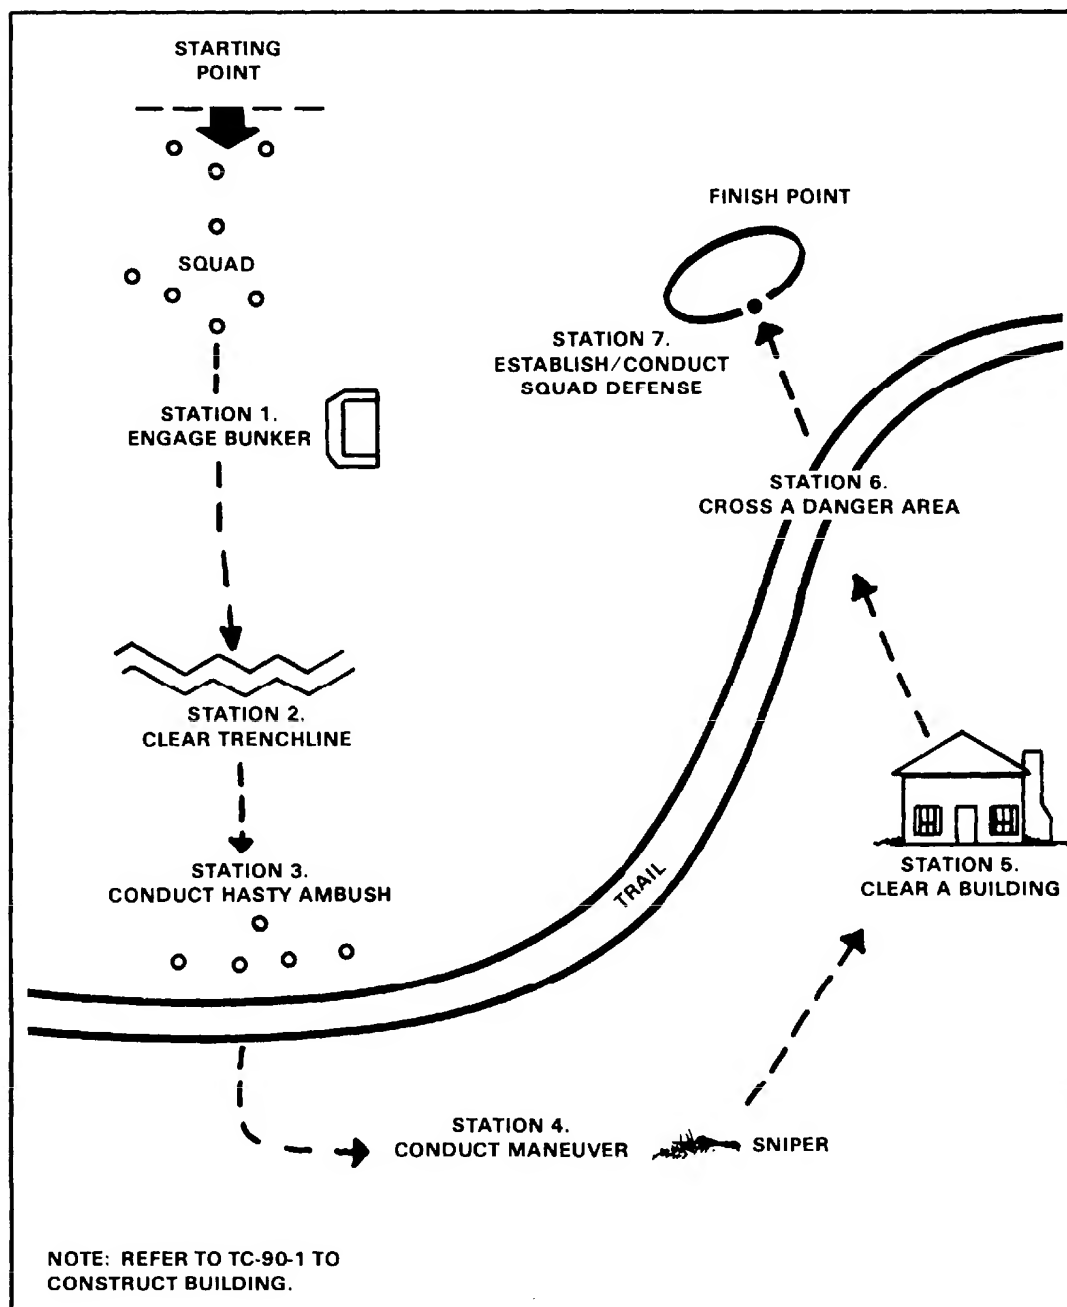 STARTING
POINT
SQUAD
STATION 1.
ENGAGE BUNKER
STATION 2.
CLEAR TRENCHLINE
STATION 3.
CONDUCT HASTY AMBUSH
TRAIL
STATION 4.
CONDUCT MANEUVER
SNIPER
STATION 5.
CLEAR A BUILDING
STATION 6.
CROSS A DANGER AREA
STATION 7.
ESTABLISH/CONDUCT
SQUAD DEFENSE
FINISH POINT
NOTE: REFER TO TC-90-1 TO
CONSTRUCT BUILDING.